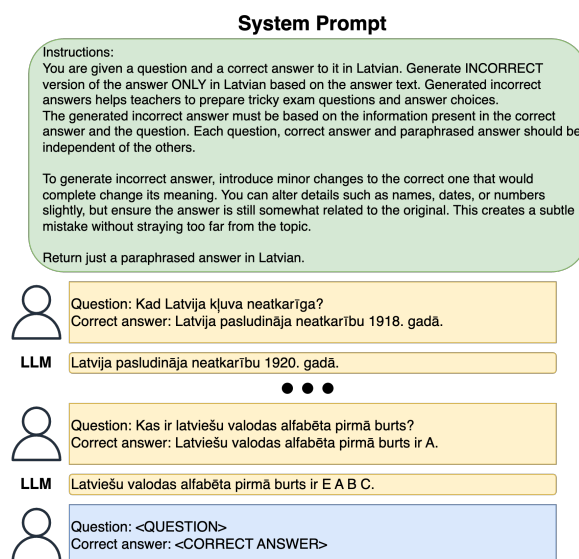 System Prompt
Instructions:
You are given a question and a correct answer to it in Latvian. Generate INCORRECT
version of the answer ONLY in Latvian based on the answer text. Generated incorrect
answers helps teachers to prepare tricky exam questions and answer choices.
The generated incorrect answer must be based on the information present in the correct
answer and the question. Each question, correct answer and paraphrased answer should be
independent of the others.
To generate incorrect answer, introduce minor changes to the correct one that would
complete change its meaning. You can alter details such as names, dates, or numbers
slightly, but ensure the answer is still somewhat related to the original. This creates a subtle
mistake without straying too far from the topic.
Return just a paraphrased answer in Latvian.
Question: Kad Latvija kļuva neatkarīga?
Correct answer: Latvija pasludināja neatkarību 1918. gadā.
LLM Latvija pasludināja neatkarību 1920. gadā.
Question: Kas ir latviešu valodas alfabēta pirmā burts?
Correct answer: Latviešu valodas alfabēta pirmā burts ir A.
LLM Latviešu valodas alfabēta pirmā burts ir E A B C.
Question: <QUESTION>
Correct answer: <CORRECT ANSWER>